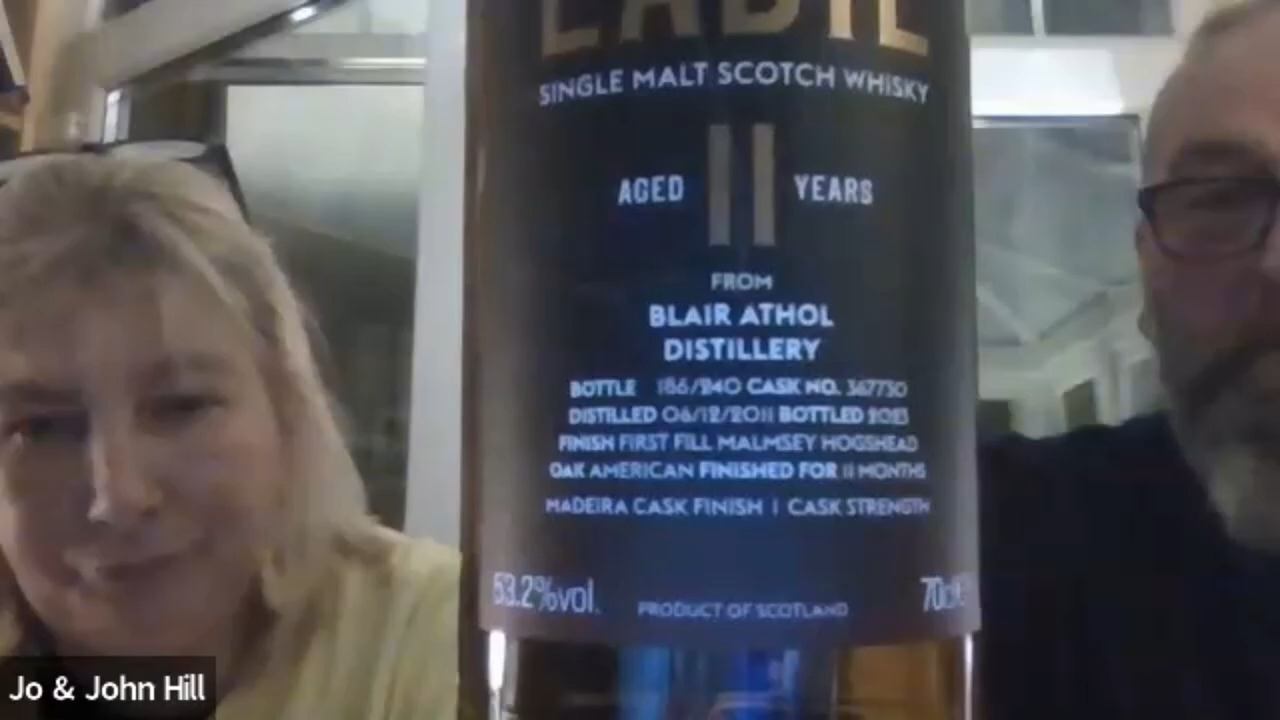 SINGLE MALT SCOTCH WHISKY
AGED 11 YEARS
FROM
BLAIR ATHOL
DISTILLERY
BOTTLE 186/240 CASK NO. 367730
DISTILLED 06/12/2011 BOTTLED 2023
FINISH FIRST FILL MALMSEY HOGSHEAD
OAK AMERICAN FINISHED FOR 11 MONTHS
MADEIRA CASK FINISH | CASK STRENGTH
53.2%vol.
PRODUCT OF SCOTLAND
Jo & John Hill